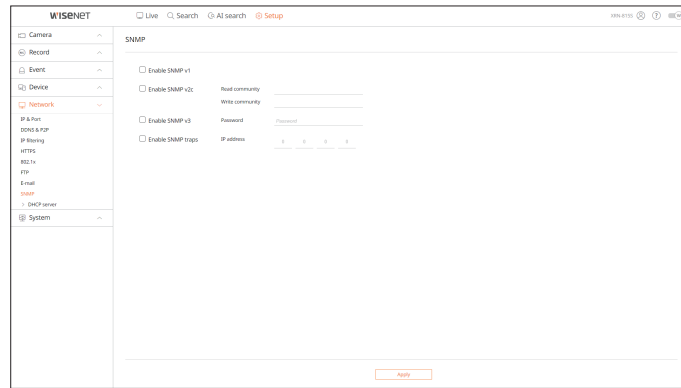 WISENET
Live Search AI search Setup
XRN-815S
Camera
Record
Event
Device
Network
IP & Port
DDNS & P2P
IP filtering
HTTPS
802.1x
FTP
E-mail
SNMP
DHCP server
System
SNMP
Enable SNMP v1
Enable SNMP v2c Read community
Write community
Enable SNMP v3 Password Password
Enable SNMP traps IP address 0 0 0 0
Apply